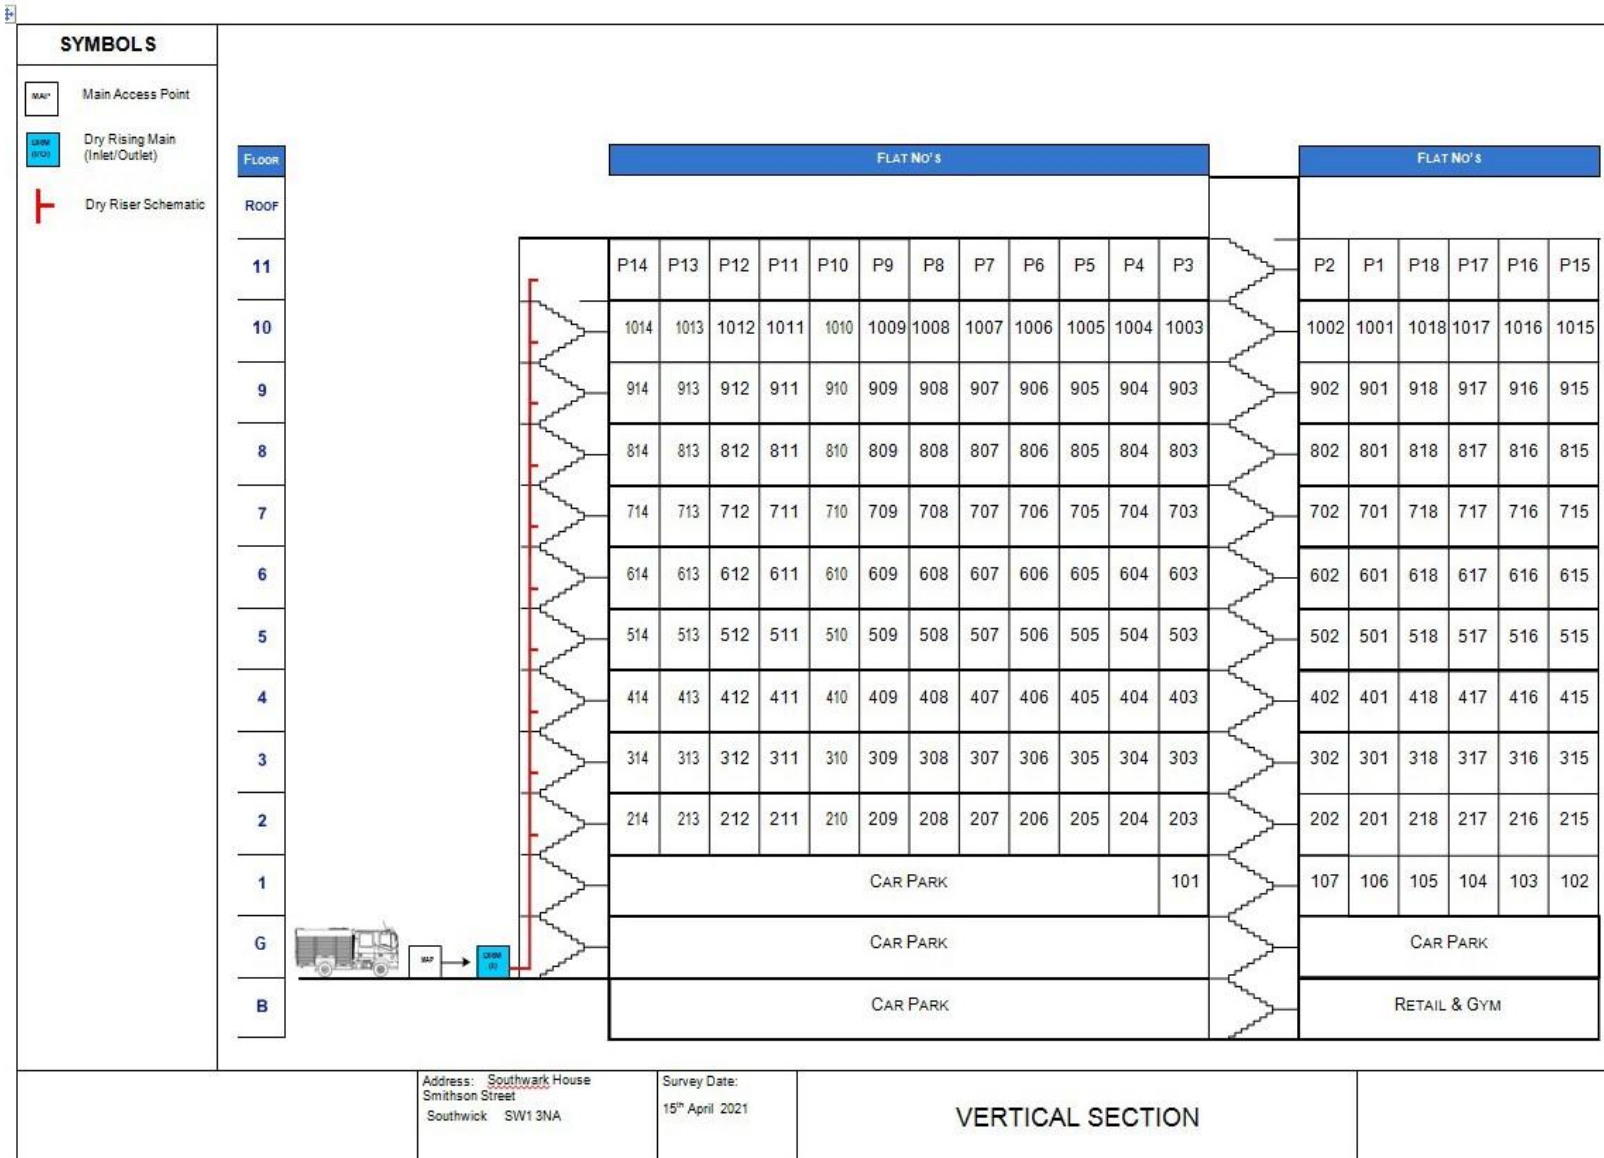 SYMBOLS
MAP
Main Access Point
DRM
(I/O)
Dry Rising Main
(Inlet/Outlet)
Dry Riser Schematic
FLOOR FLAT NO'S FLAT NO'S
ROOF
11 P14 P13 P12 P11 P10 P9 P8 P7 P6 P5 P4 P3 P2 P1 P18 P17 P16 P15
10 1014 1013 1012 1011 1010 1009 1008 1007 1006 1005 1004 1003 1002 1001 1018 1017 1016 1015
9 914 913 912 911 910 909 908 907 906 905 904 903 902 901 918 917 916 915
8 814 813 812 811 810 809 808 807 806 805 804 803 802 801 818 817 816 815
7 714 713 712 711 710 709 708 707 706 705 704 703 702 701 718 717 716 715
6 614 613 612 611 610 609 608 607 606 605 604 603 602 601 618 617 616 615
5 514 513 512 511 510 509 508 507 506 505 504 503 502 501 518 517 516 515
4 414 413 412 411 410 409 408 407 406 405 404 403 402 401 418 417 416 415
3 314 313 312 311 310 309 308 307 306 305 304 303 302 301 318 317 316 315
2 214 213 212 211 210 209 208 207 206 205 204 203 202 201 218 217 216 215
1 CAR PARK 101 107 106 105 104 103 102
G MAP DRM CAR PARK CAR PARK
(I)
B CAR PARK RETAIL & GYM
Address: Southwark House
Smithson Street
Southwick SW1 3NA
Survey Date:
15th April 2021
VERTICAL SECTION